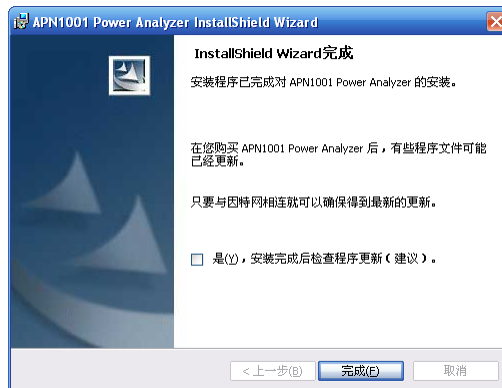 APN1001 Power Analyzer InstallShield Wizard
InstallShield Wizard完成
安装程序已完成对 APN1001 Power Analyzer 的安装。
在您购买 APN1001 Power Analyzer 后，有些程序文件可能
已经更新。
只要与因特网相连就可以确保得到最新的更新。
是(Y)，安装完成后检查程序更新（建议）。
< 上一步(B)
完成(F)
取消